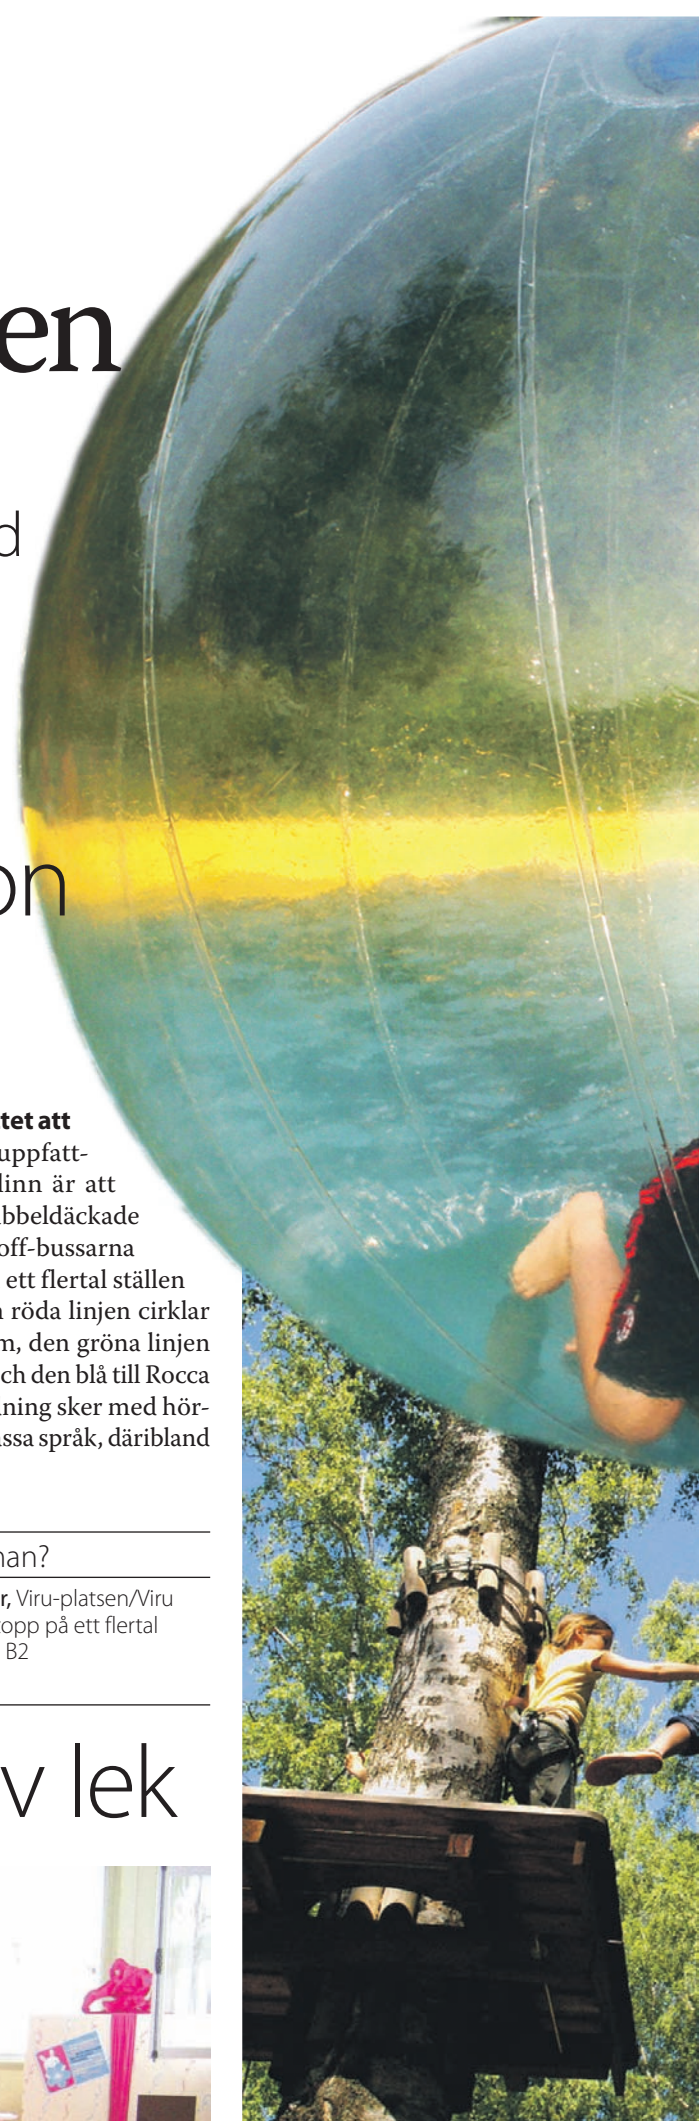 en
d
on
tet att
uppfatt-
linn är att
bbeldäckade
off-bussarna
ett flertal ställen
röda linjen cirklar
m, den gröna linjen
ch den blå till Rocca
ning sker med hör-
ssa språk, däribland
nan?
r, Viru-platsen/Viru
opp på ett flertal
B2
v lek